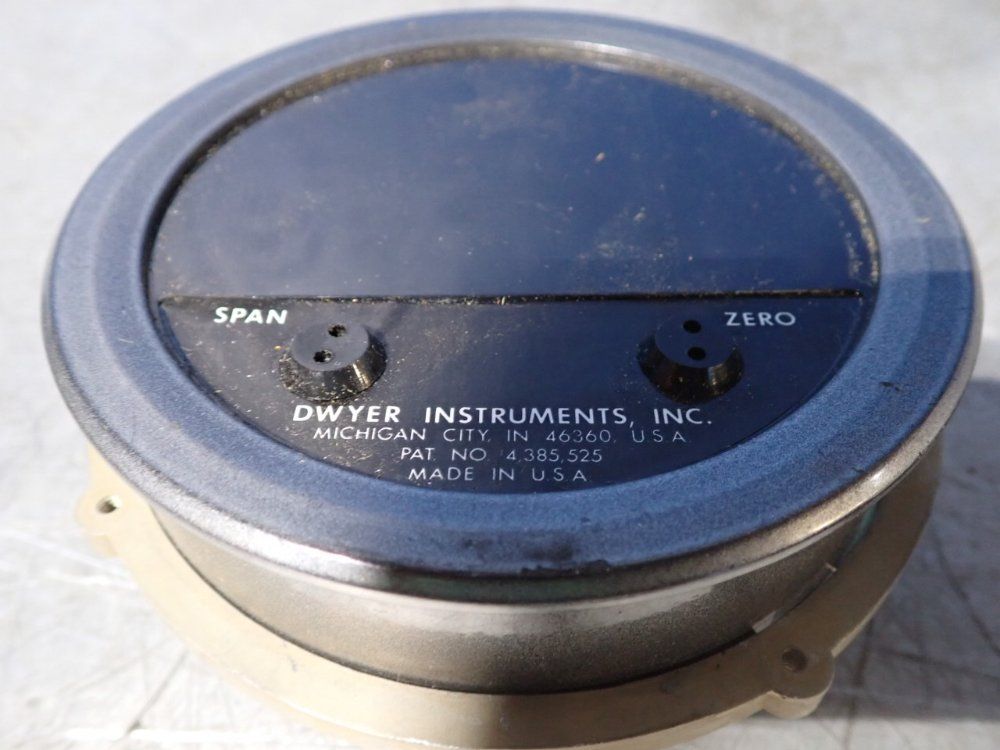 SPAN ZERO
DWYER INSTRUMENTS, INC.
MICHIGAN CITY, IN 46360, U.S.A.
PAT. NO. 4,385,525
MADE IN U.S.A.